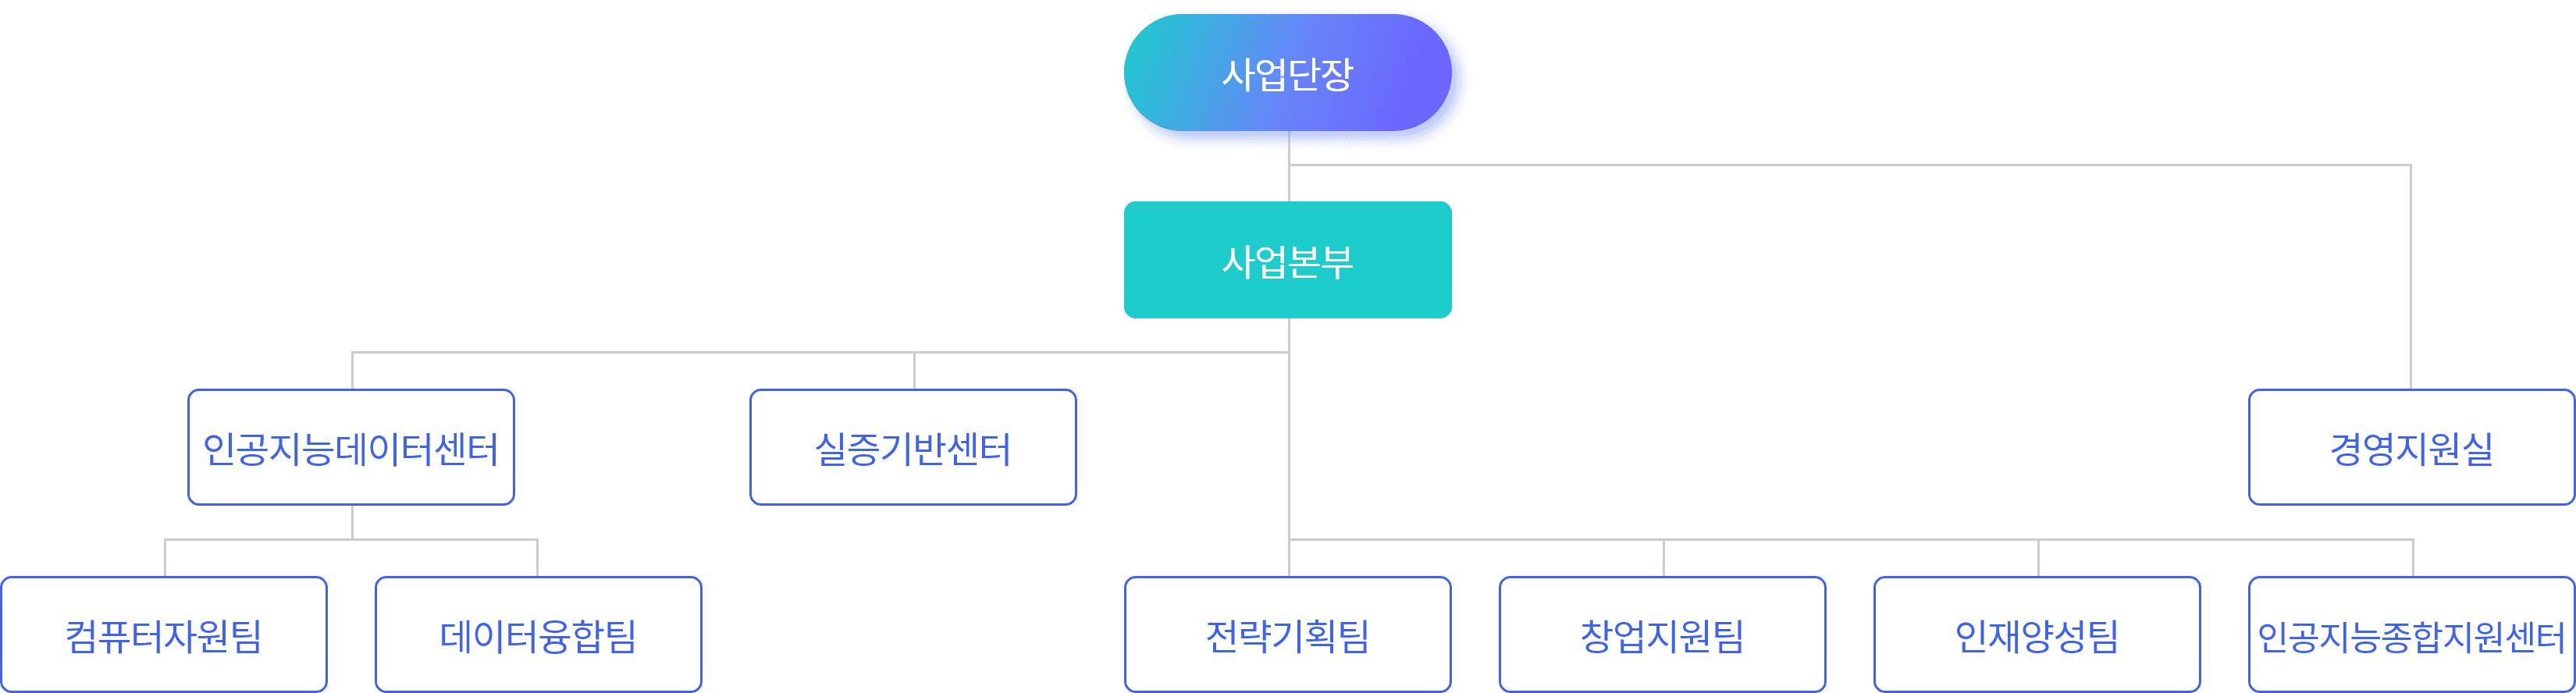 사업단장
사업본부
인공지능데이터센터
실증기반센터
경영지원실
컴퓨터자원팀
데이터융합팀
전략기획팀
창업지원팀
인재양성팀
인공지능종합지원센터